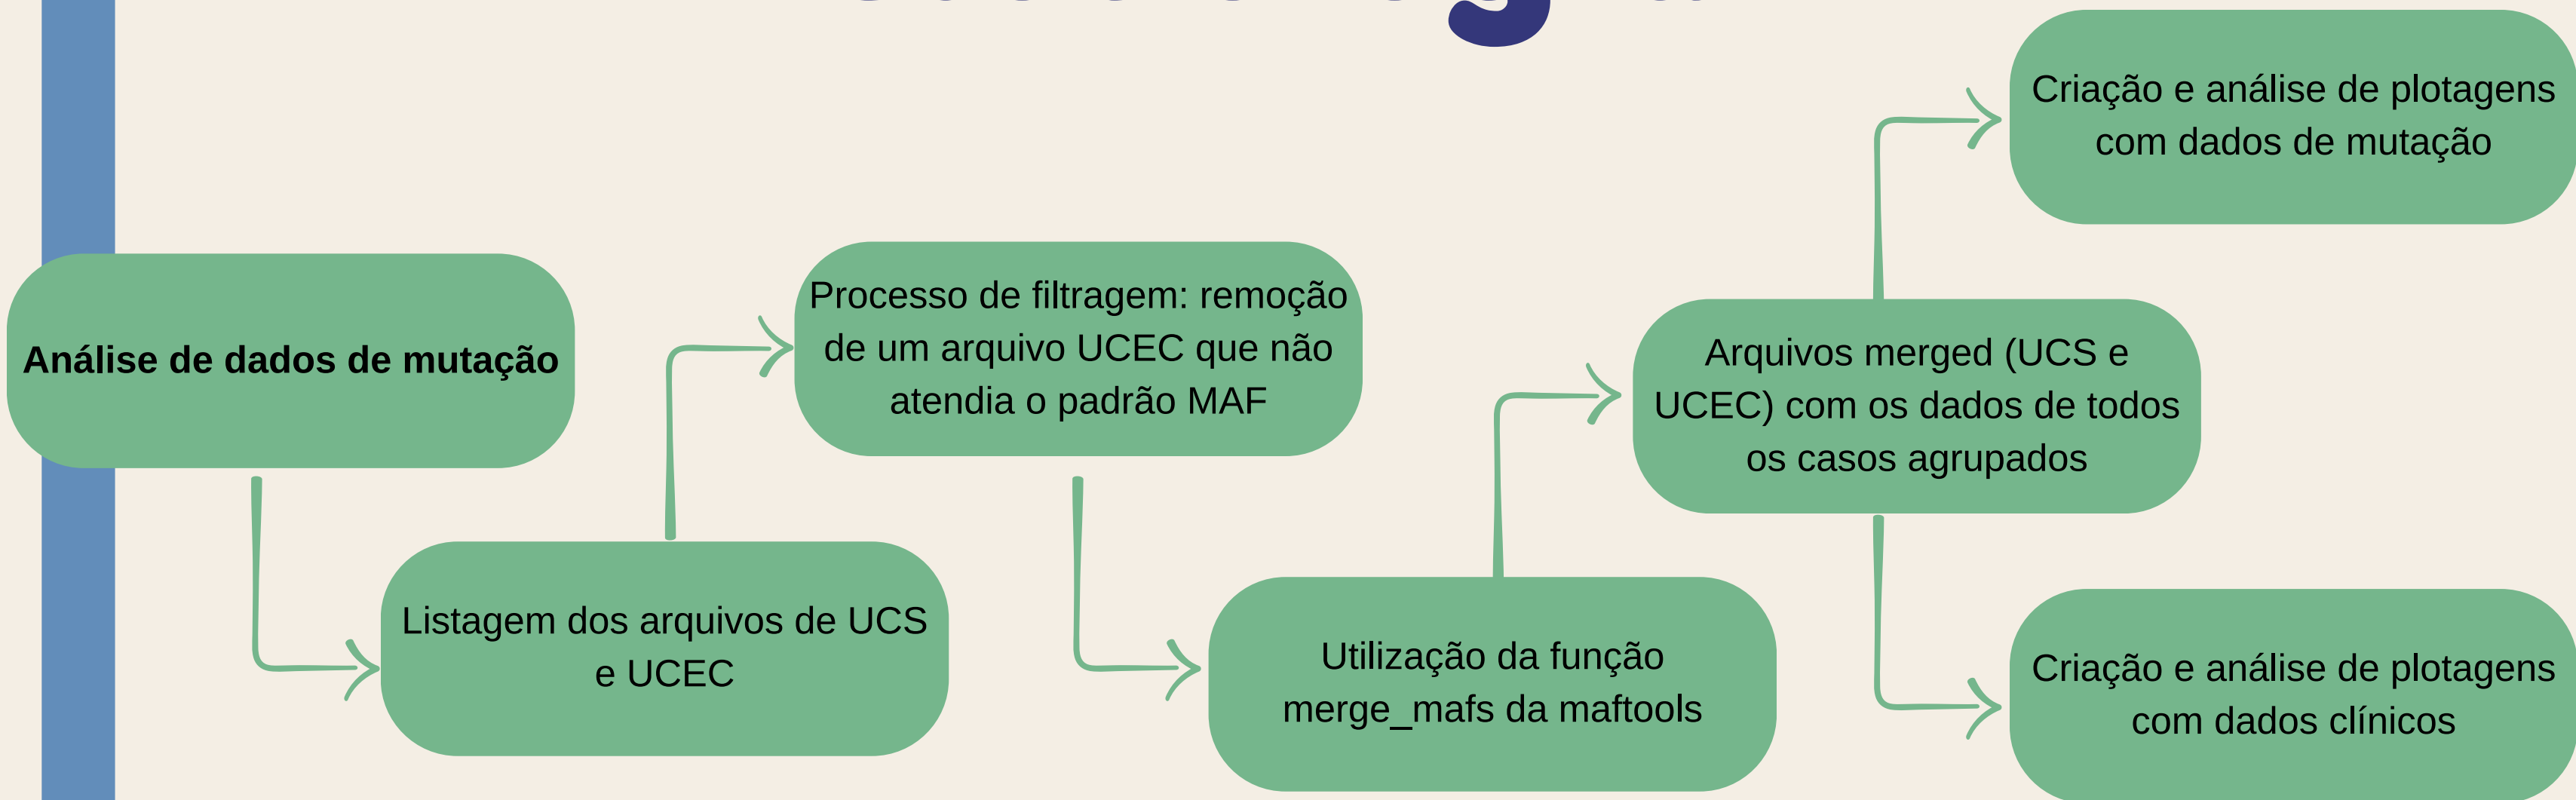 Análise de dados de mutação
Listagem dos arquivos de UCS
e UCEC
Processo de filtragem: remoção
de um arquivo UCEC que não
atendia o padrão MAF
Utilização da função
merge_mafs da maftools
Arquivos merged (UCS e
UCEC) com os dados de todos
os casos agrupados
Criação e análise de plotagens
com dados de mutação
Criação e análise de plotagens
com dados clínicos